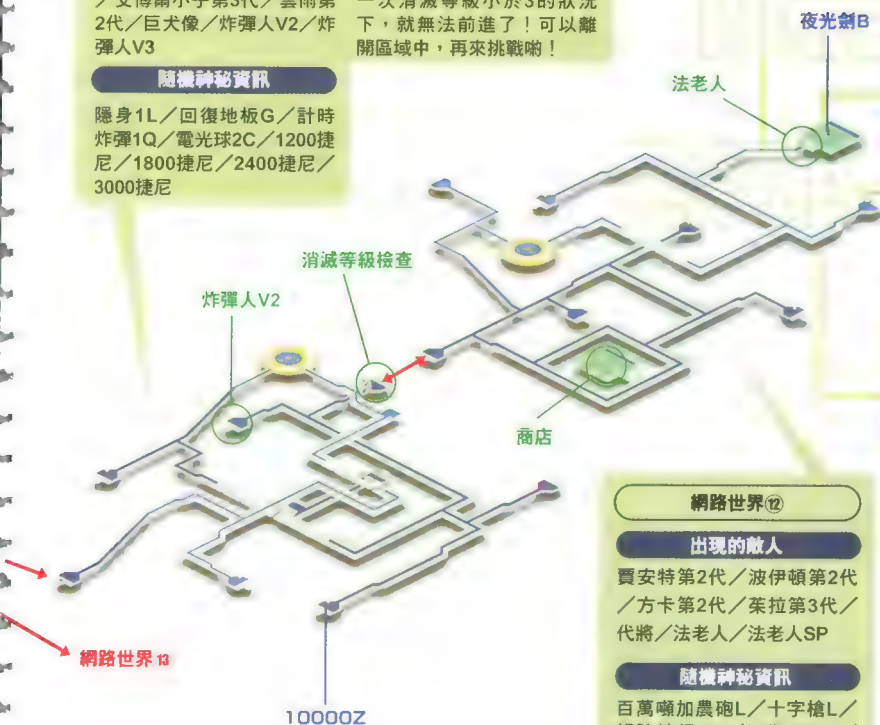 2代／巨犬像／炸彈人V2／炸
彈人V3
隨機神秘資訊
隱身1L／回復地板G／計時
炸彈1Q／電光球2C／1200捷
尼／1800捷尼／2400捷尼／
3000捷尼
下，就無法前進了！可以離
開區域中，再來挑戰喲！
夜光劍B
法老人
消滅等級檢查
炸彈人V2
商店
網路世界⑫
出現的敵人
賈安特第2代／波伊頓第2代
／方卡第2代／茱拉第3代／
代將／法老人／法老人SP
隨機神秘資訊
百萬噸加農砲L／十字槍L／
網路世界13
10000Z